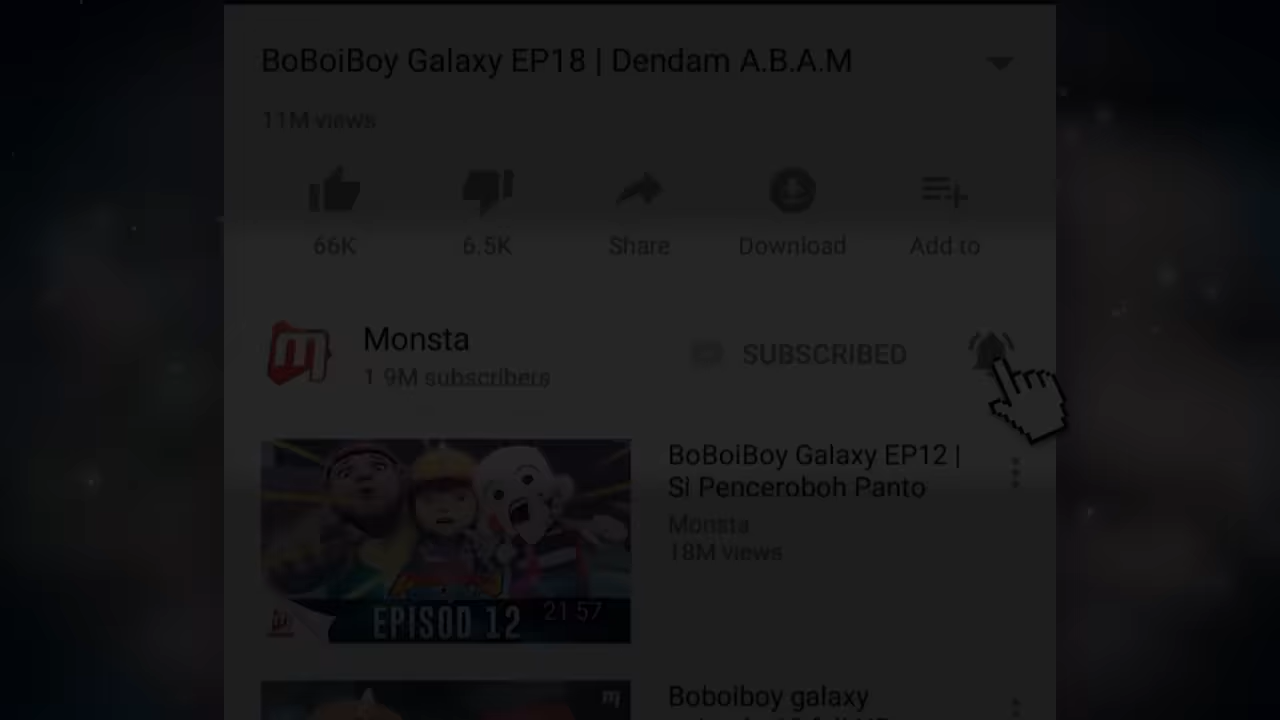 BoBoiBoy Galaxy EP18 | Dendam A.B.A.M
11M views
66K
6.5K
Share
Download
Add to
Monsta
SUBSCRIBED
1.9M subscribers
BoBoiBoy Galaxy EP12 |
Si Penceroboh Panto
Monsta
18M views
EPISOD 12
21:57
Boboiboy galaxy